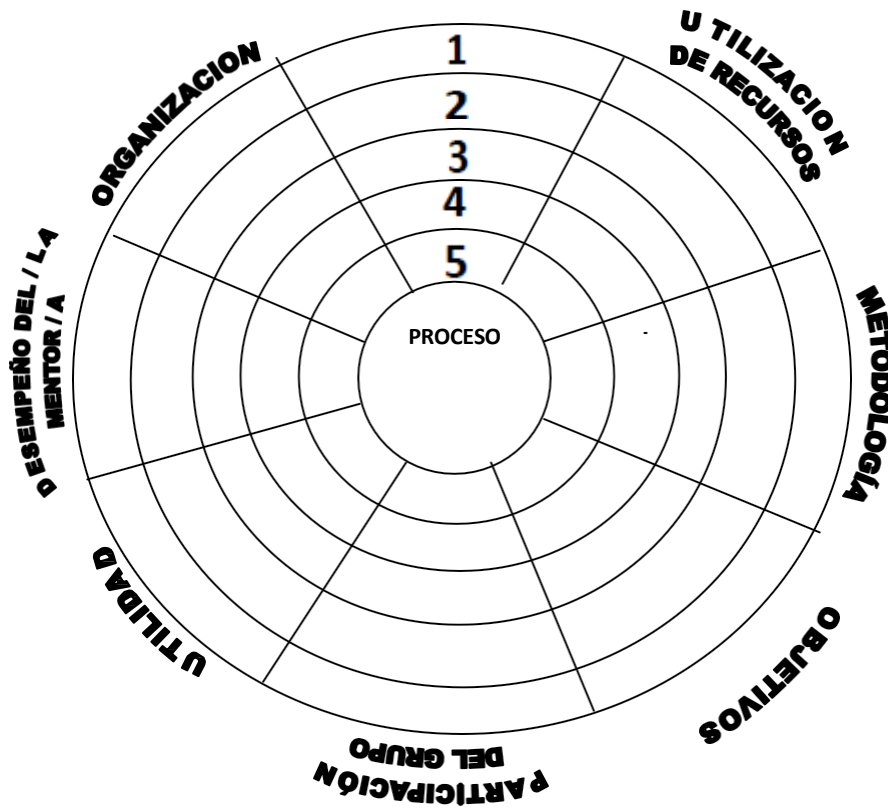 1
2
3
4
5
PROCESO
U TILIZACION
DE RECURSOS
METODOLOGÍA
OBJETIVOS
PARTICIPACIÓN
DEL GRUPO
UTILIDAD
D ESEMPEÑO DEL / LA
MENTOR / A
ORGANIZACION